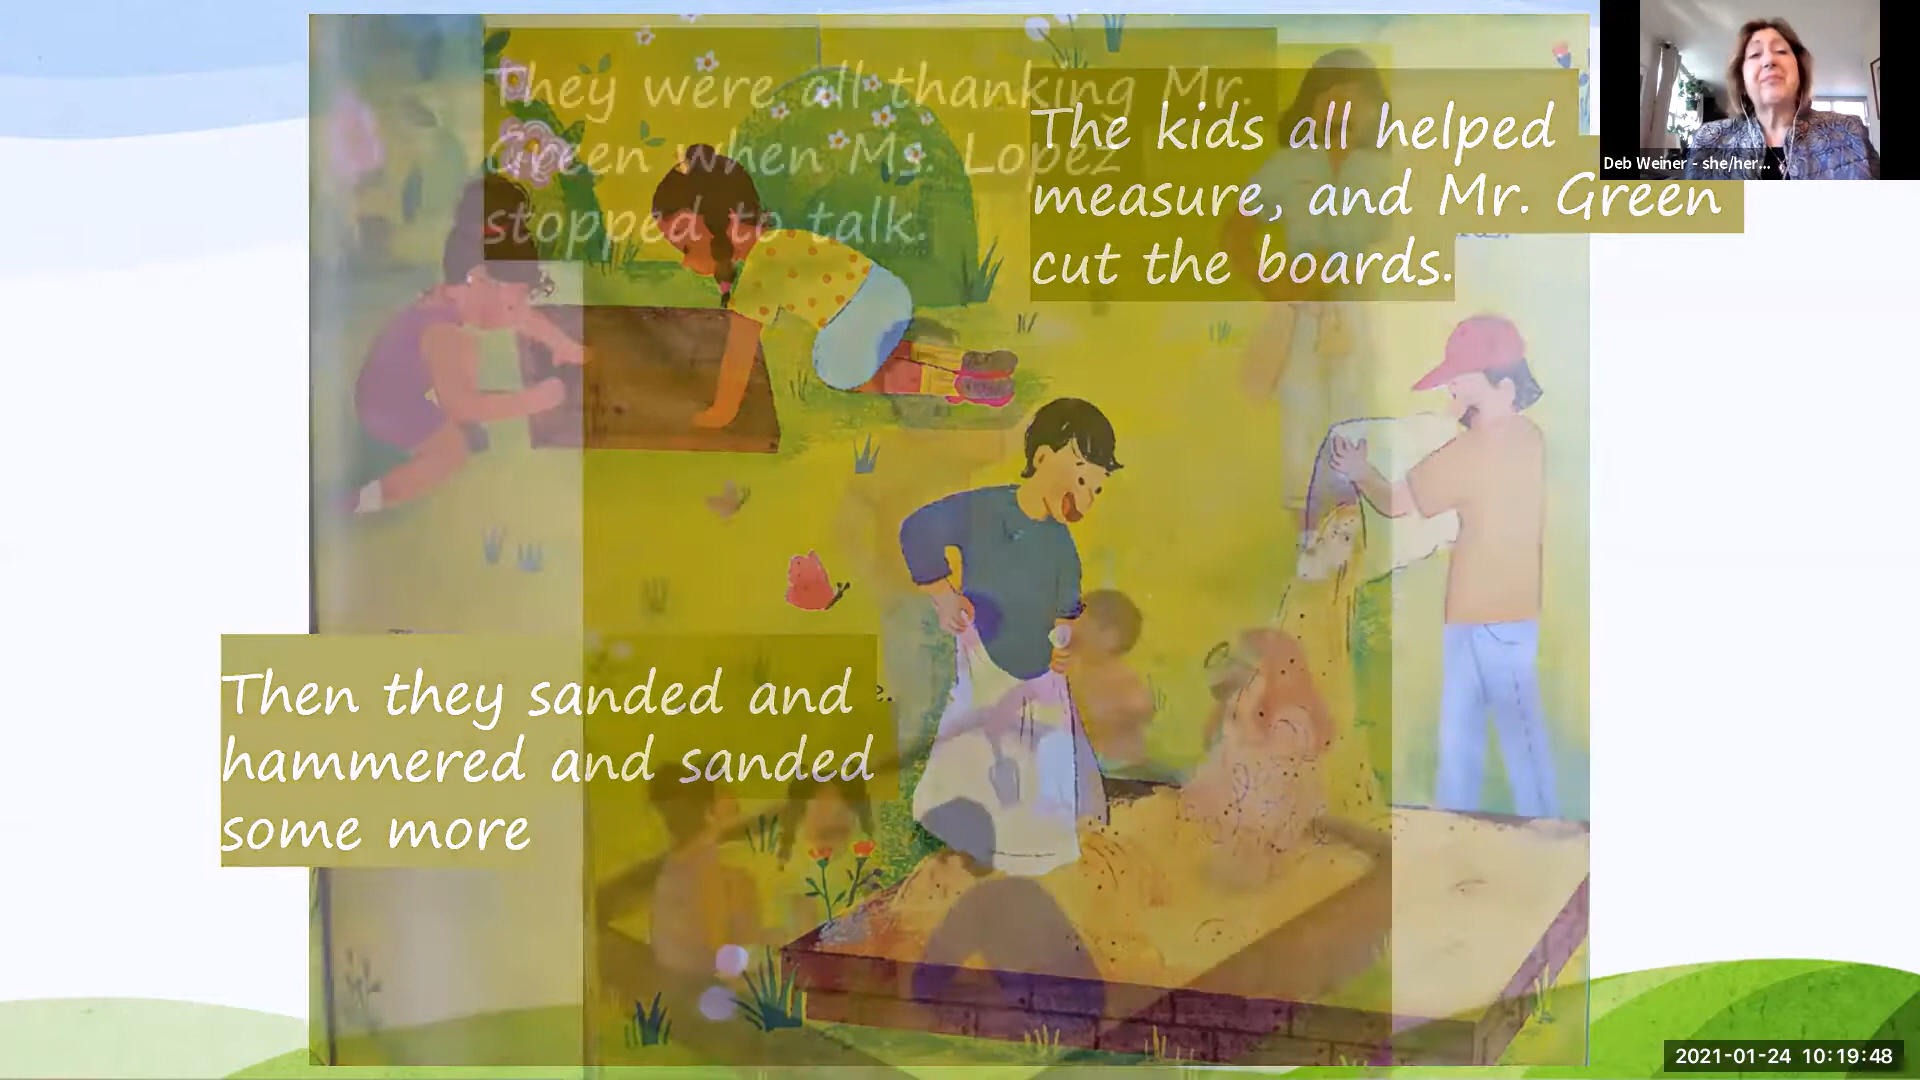 They were all thanking Mr.
Green when Ms. Lopez
stopped to talk.
The kids all helped
measure, and Mr. Green
cut the boards.
Deb Weiner - she/her...
Then they sanded and
hammered and sanded
some more
2021-01-24 10:19:48